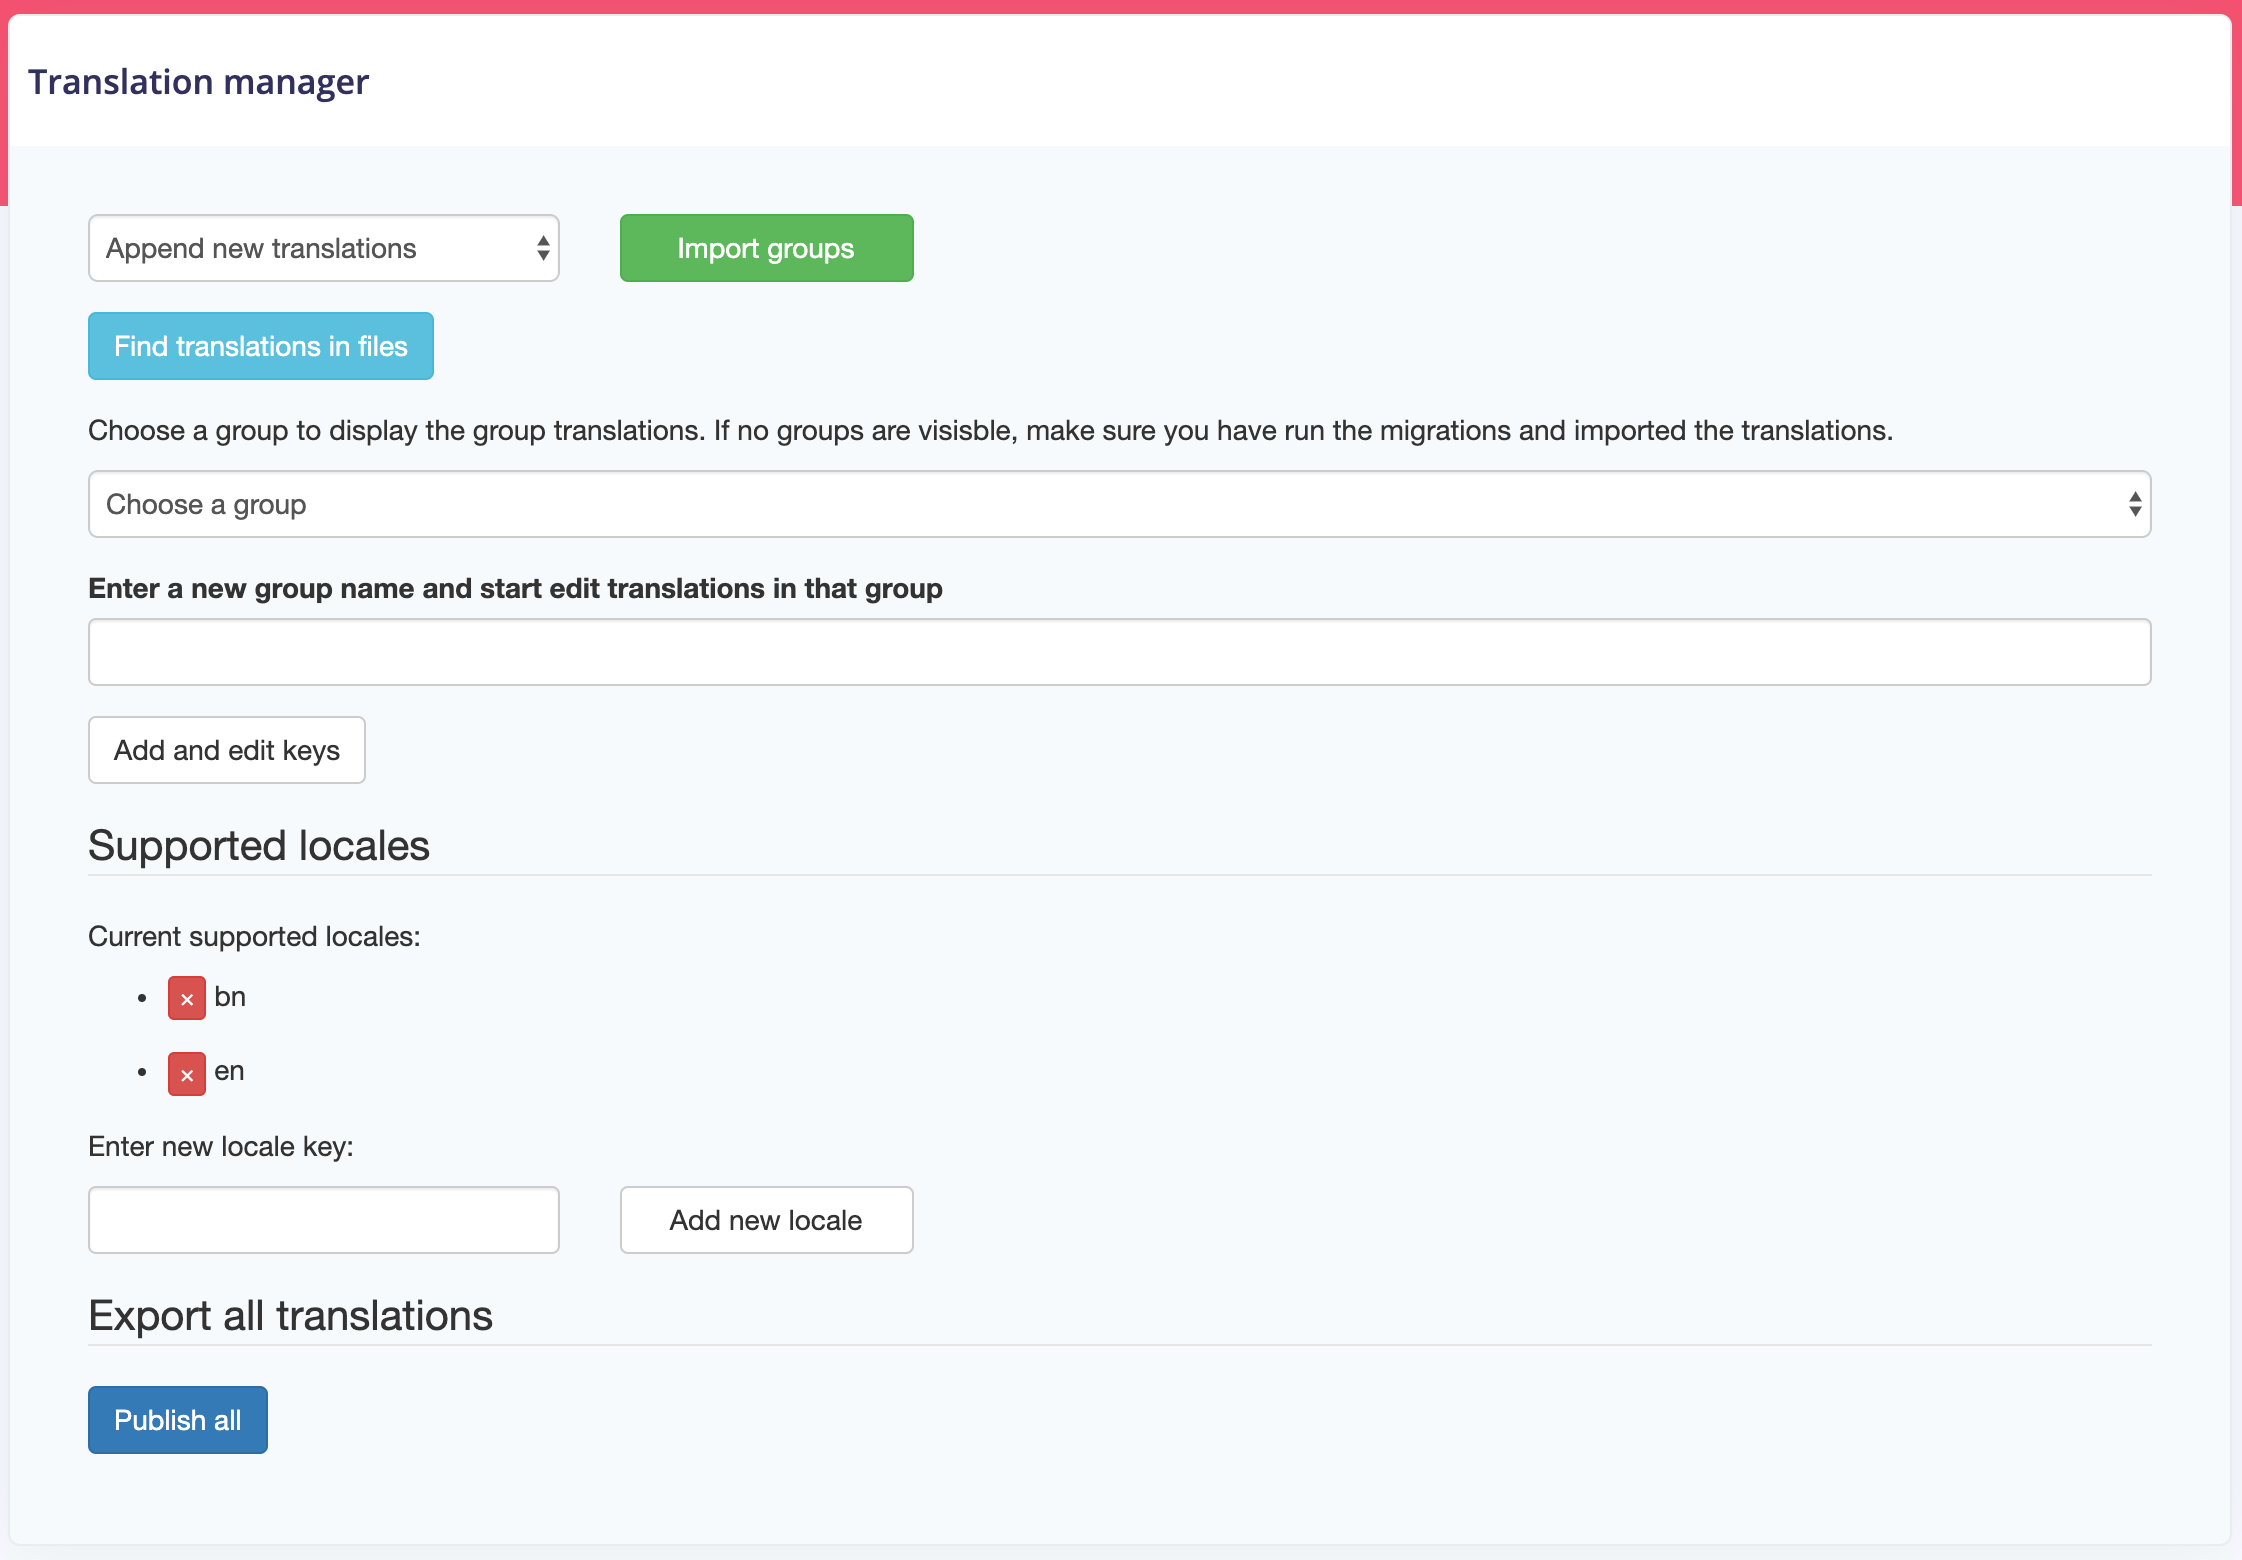 Translation manager
Append new translations
Import groups
Find translations in files
Choose a group to display the group translations. If no groups are visisble, make sure you have run the migrations and imported the translations.
Choose a group
Enter a new group name and start edit translations in that group
Add and edit keys
Supported locales
Current supported locales:
• × bn
• × en
Enter new locale key:
Add new locale
Export all translations
Publish all